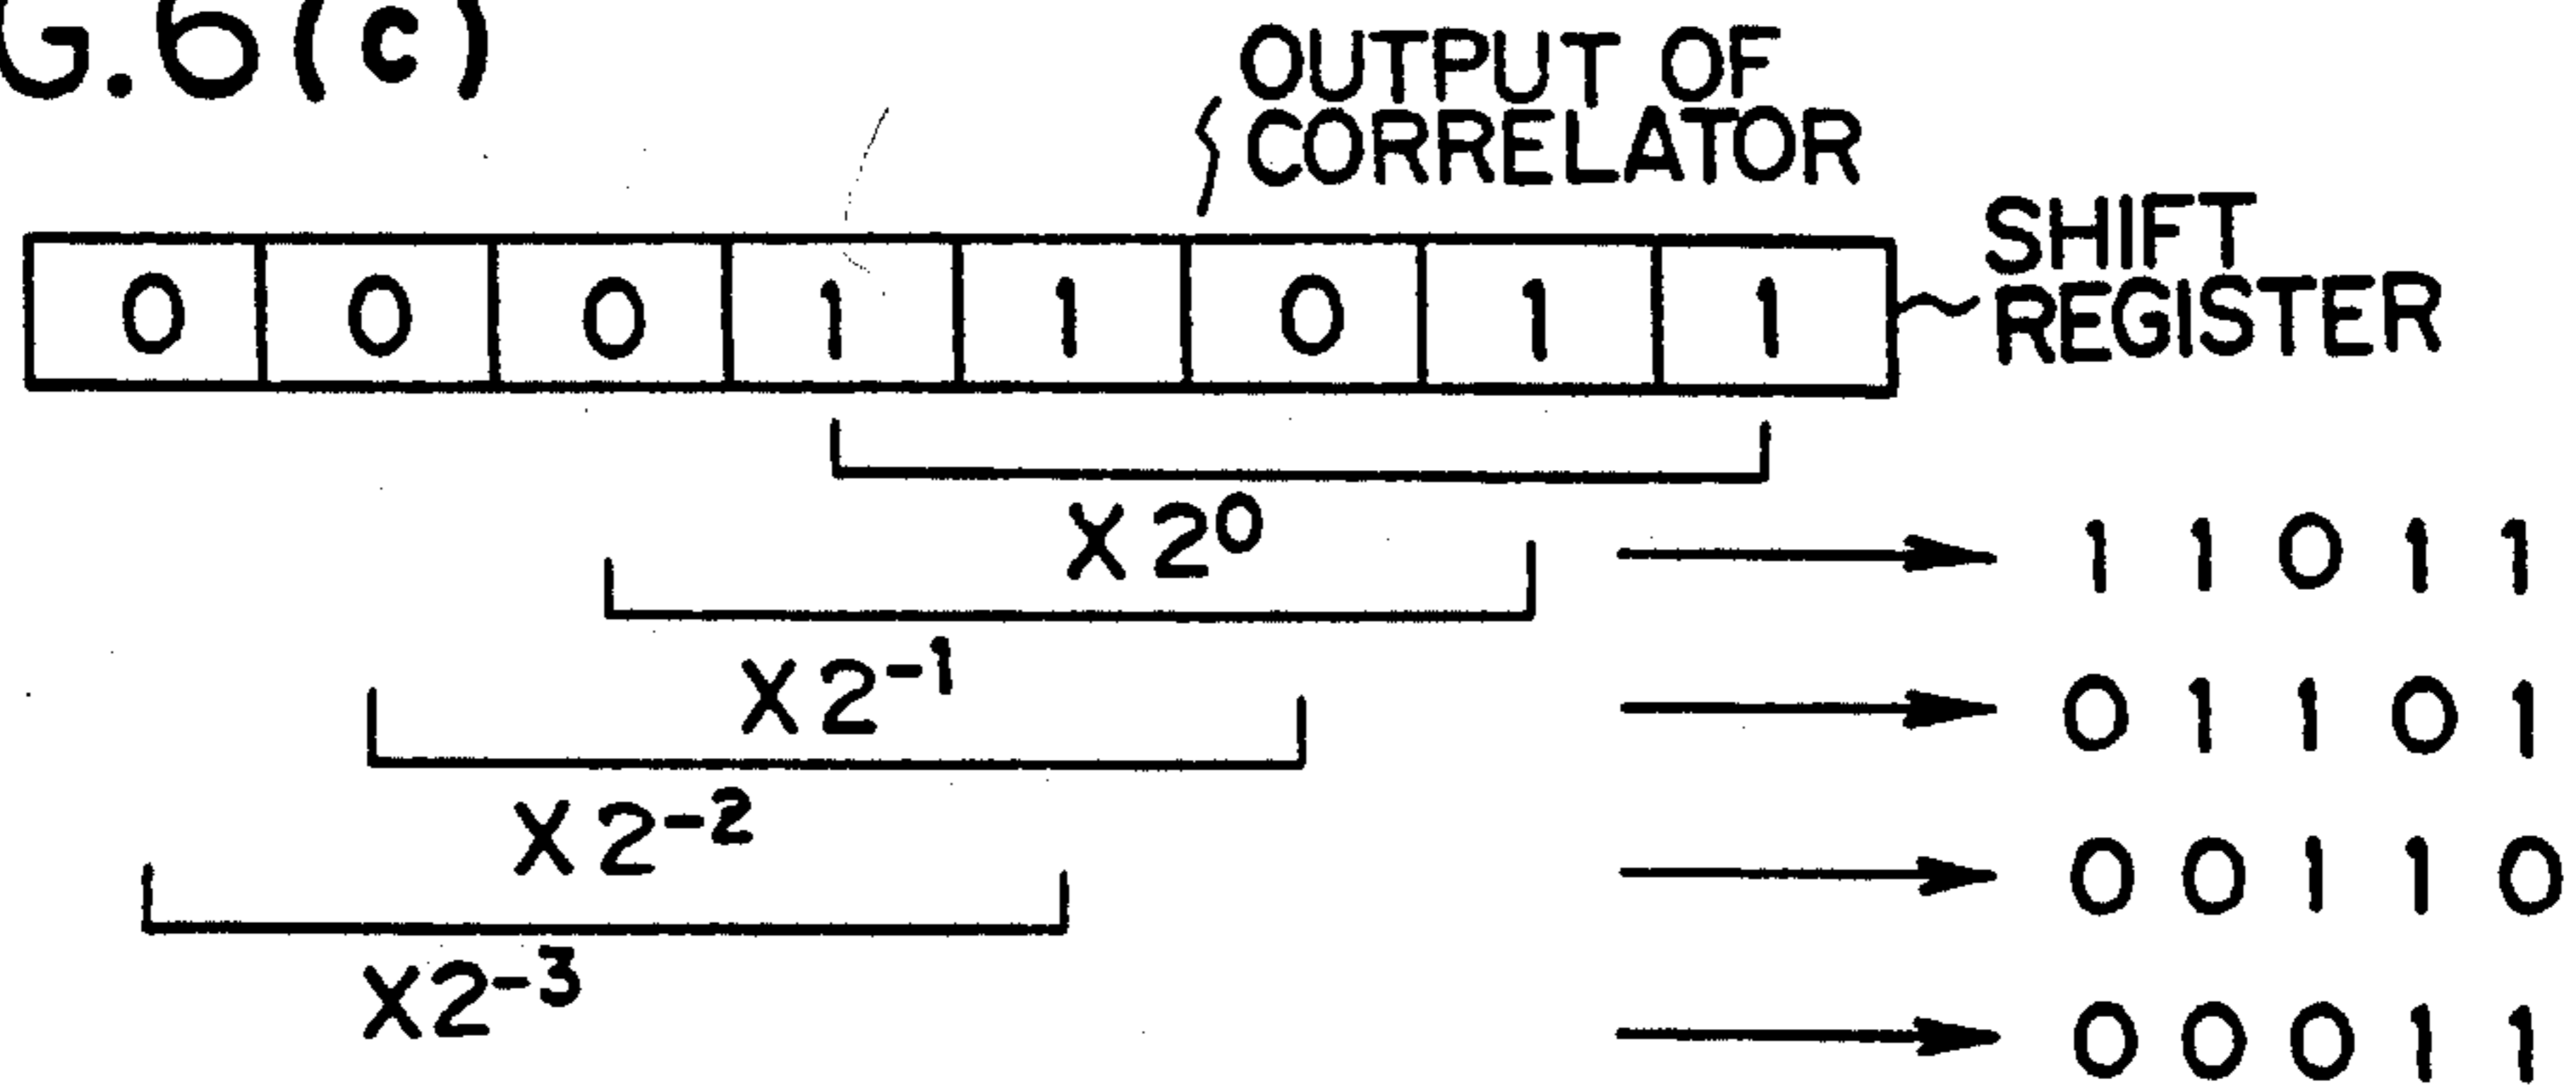 G.6(c)
OUTPUT OF
CORRELATOR
SHIFT
REGISTER
0 0 0 1 1 0 1 1
X2⁰
1 1 0 1 1
X2⁻¹
0 1 1 0 1
X2⁻²
0 0 1 1 0
X2⁻³
0 0 0 1 1